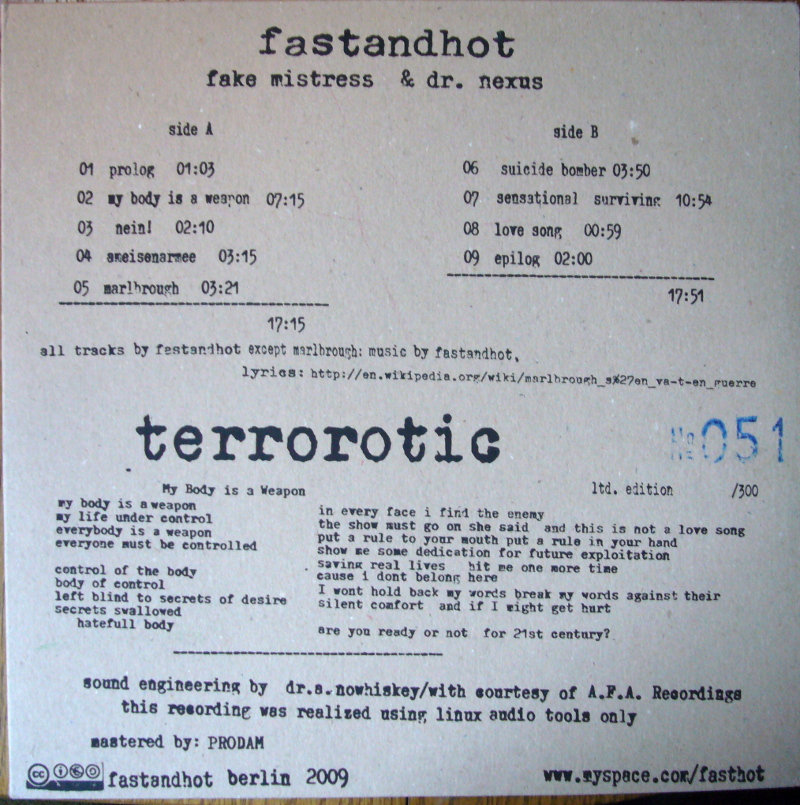 fastandhot
fake mistress & dr. nexus
side A
01 prolog 01:03
02 my body is a weapon 07:15
03 nein! 02:10
04 ameisenarmee 03:15
05 marlbrough 03:21
17:15
side B
06 suicide bomber 03:50
07 sensational surviving 10:54
08 love song 00:59
09 epilog 02:00
17:51
all tracks by fastandhot except marlbrough: music by fastandhot,
lyrics: http://en.wikipedia.org/wiki/marlbrough_s%27en_va-t-en_guerre
terrorotic
No 051
ltd. edition /300
My Body is a Weapon
my body is a weapon
my life under control
everybody is a weapon
everyone must be controlled
control of the body
body of control
left blind to secrets of desire
secrets swallowed
hatefull body
in every face i find the enemy
the show must go on she said and this is not a love song
put a rule to your mouth put a rule in your hand
show me some dedication for future exploitation
saving real lives hit me one more time
cause i dont belong here
I wont hold back my words break my words against their
silent comfort and if I might get hurt
are you ready or not for 21st century?
sound engineering by dr.s.nowhiskey/with courtesy of A.F.A. Recordings
this recording was realized using linux audio tools only
mastered by: PRODAM
fastandhot berlin 2009
www.myspace.com/fasthot